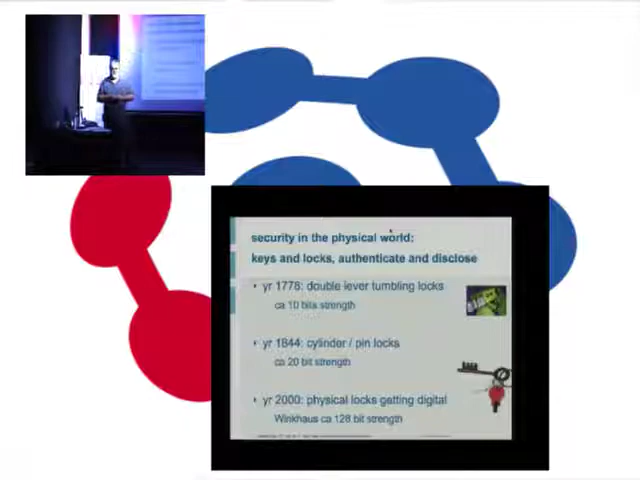 security in the physical world:
keys and locks, authenticate and disclose
yr 1778: double lever tumbling locks
ca 10 bits strength
yr 1844: cylinder / pin locks
ca 20 bit strength
yr 2000: physical locks getting digital
Winkhaus ca 128 bit strength